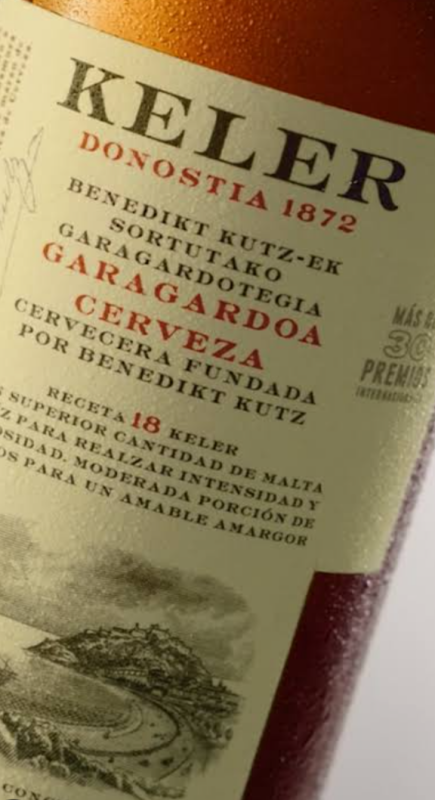 KELER
DONOSTIA 1872
BENEDIKT KUTZ-EK
SORTUTAKO
GARAGARDOTEGIA
GARAGARDOA
CERVEZA
CERVECERA FUNDADA
POR BENEDIKT KUTZ
RECETA 18 KELER
SUPERIOR CANTIDAD DE MALTA
PARA REALZAR INTENSIDAD Y
MODERADA PORCIÓN DE
PARA UN AMABLE AMARGOR
MÁS
30
PREMIOS